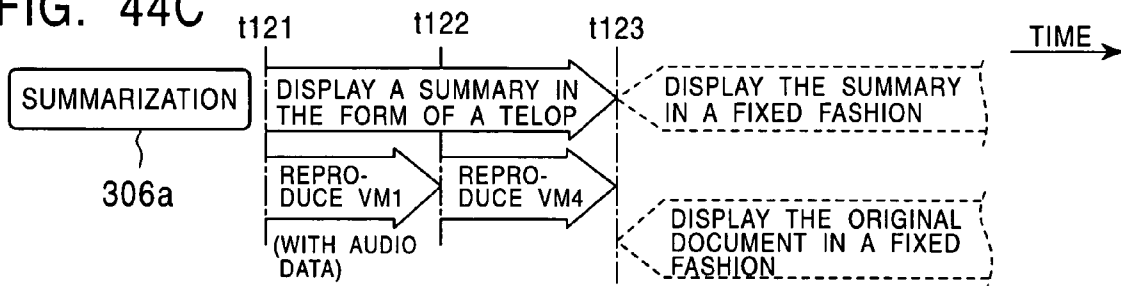 FIG. 44C
t121
t122
t123
TIME
SUMMARIZATION
306a
DISPLAY A SUMMARY IN
THE FORM OF A TELOP
DISPLAY THE SUMMARY
IN A FIXED FASHION
REPRO-
DUCE VM1
REPRO-
DUCE VM4
(WITH AUDIO
DATA)
DISPLAY THE ORIGINAL
DOCUMENT IN A FIXED
FASHION